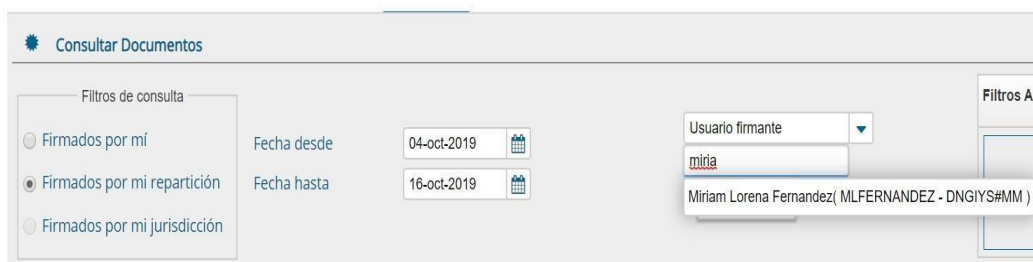 Consultar Documentos
Filtros de consulta
Firmados por mí
Firmados por mi repartición
Firmados por mi jurisdicción
Fecha desde 04-oct-2019
Fecha hasta 16-oct-2019
Usuario firmante
miria
Miriam Lorena Fernandez( MLFERNANDEZ - DNGIYS#MM )
Filtros A